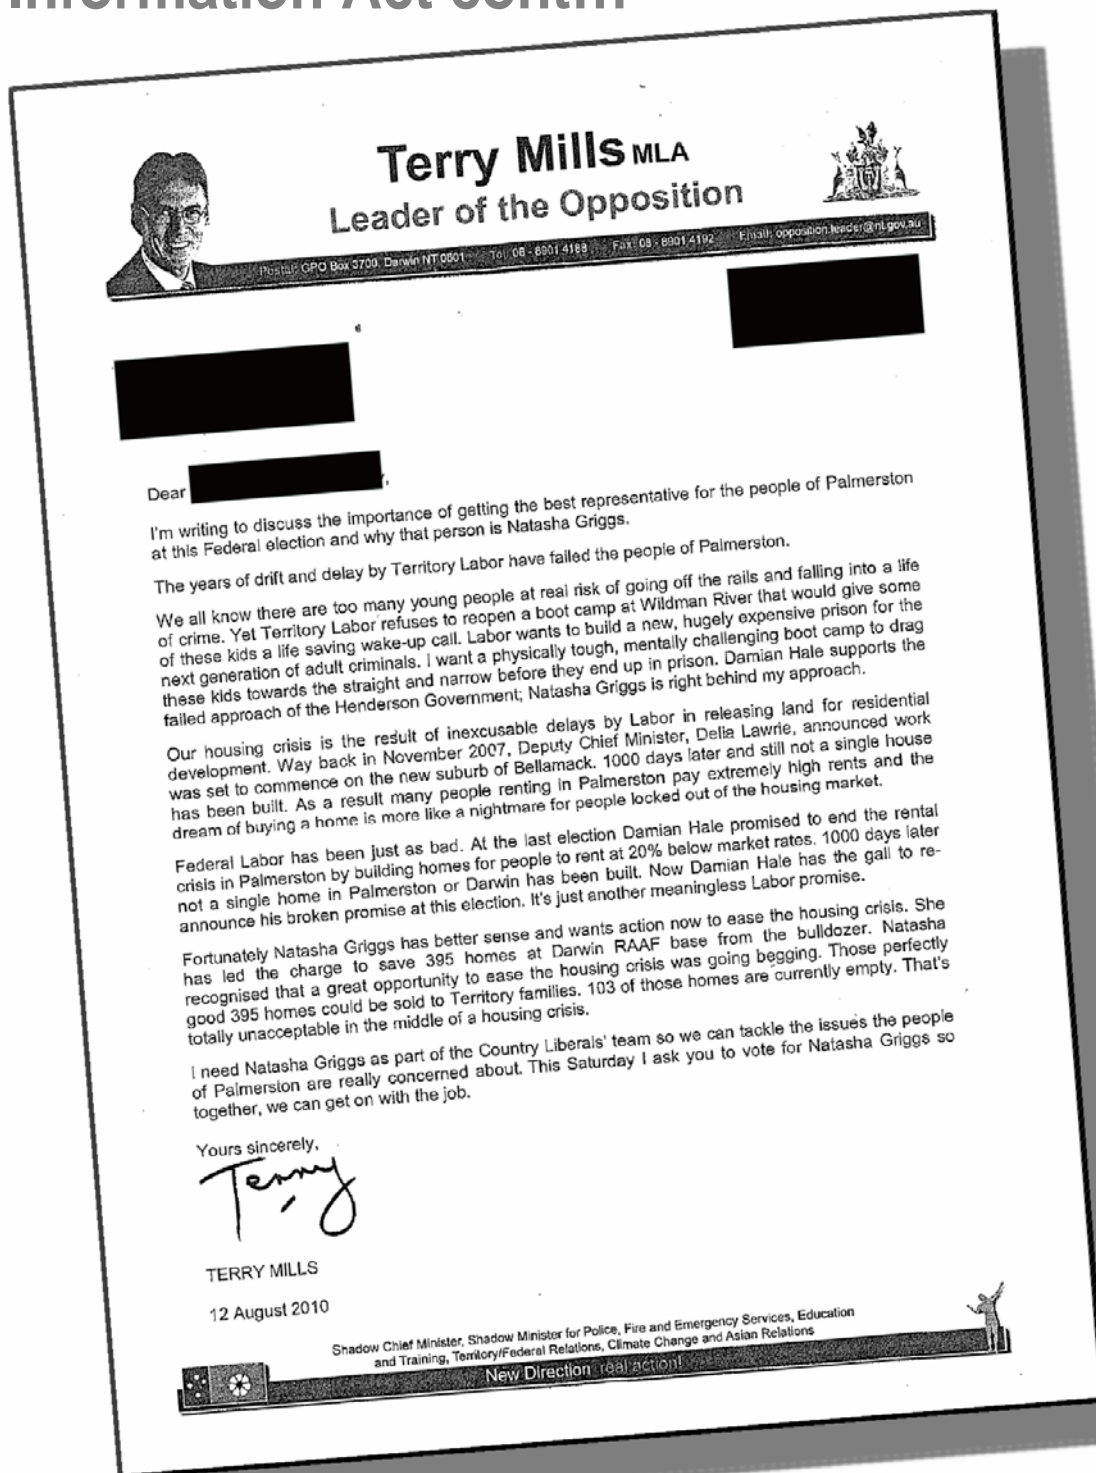 Information Act contin
Terry Mills MLA
Leader of the Opposition
Postal: GPO Box 3700, Darwin NT 0801 Tel: 08 - 8901 4188 Fax: 08 - 8901 4192 Email: opposition.leader@nt.gov.au
Dear
I'm writing to discuss the importance of getting the best representative for the people of Palmerston
at this Federal election and why that person is Natasha Griggs.
The years of drift and delay by Territory Labor have failed the people of Palmerston.
We all know there are too many young people at real risk of going off the rails and falling into a life
of crime. Yet Territory Labor refuses to reopen a boot camp at Wildman River that would give some
of these kids a life saving wake-up call. Labor wants to build a new, hugely expensive prison for the
next generation of adult criminals. I want a physically tough, mentally challenging boot camp to drag
these kids towards the straight and narrow before they end up in prison. Damian Hale supports the
failed approach of the Henderson Government; Natasha Griggs is right behind my approach.
Our housing crisis is the result of inexcusable delays by Labor in releasing land for residential
development. Way back in November 2007, Deputy Chief Minister, Delia Lawrie, announced work
was set to commence on the new suburb of Bellamack. 1000 days later and still not a single house
has been built. As a result many people renting in Palmerston pay extremely high rents and the
dream of buying a home is more like a nightmare for people locked out of the housing market.
Federal Labor has been just as bad. At the last election Damian Hale promised to end the rental
crisis in Palmerston by building homes for people to rent at 20% below market rates. 1000 days later
not a single home in Palmerston or Darwin has been built. Now Damian Hale has the gall to re-
announce his broken promise at this election. It's just another meaningless Labor promise.
Fortunately Natasha Griggs has better sense and wants action now to ease the housing crisis. She
has led the charge to save 395 homes at Darwin RAAF base from the bulldozer. Natasha
recognised that a great opportunity to ease the housing crisis was going begging. Those perfectly
good 395 homes could be sold to Territory families. 103 of those homes are currently empty. That's
totally unacceptable in the middle of a housing crisis.
I need Natasha Griggs as part of the Country Liberals' team so we can tackle the issues the people
of Palmerston are really concerned about. This Saturday I ask you to vote for Natasha Griggs so
together, we can get on with the job.
Yours sincerely,
Terry
TERRY MILLS
12 August 2010
Shadow Chief Minister, Shadow Minister for Police, Fire and Emergency Services, Education
and Training, Territory/Federal Relations, Climate Change and Asian Relations
New Direction real action!